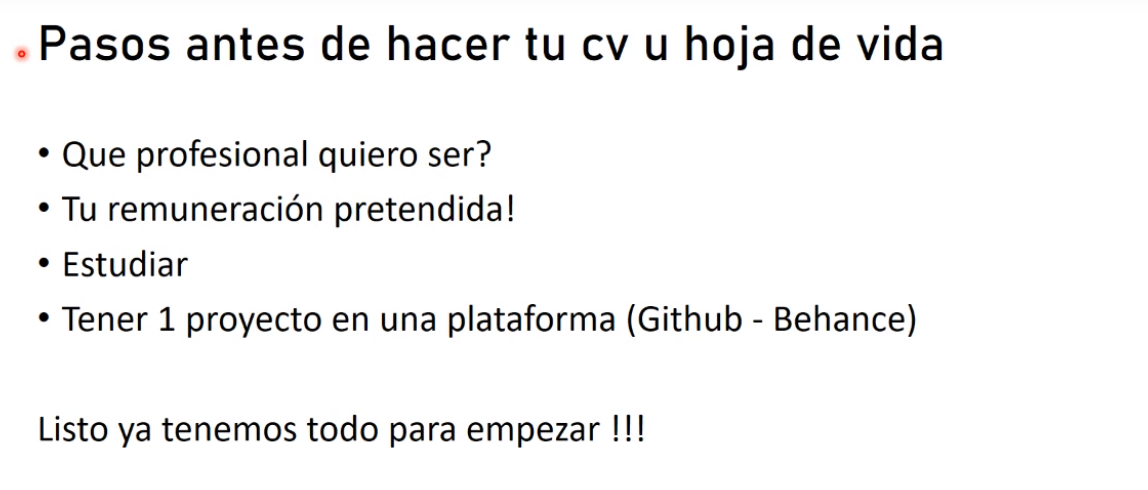 Pasos antes de hacer tu cv u hoja de vida
• Que profesional quiero ser?
• Tu remuneración pretendida!
• Estudiar
• Tener 1 proyecto en una plataforma (Github - Behance)
Listo ya tenemos todo para empezar !!!